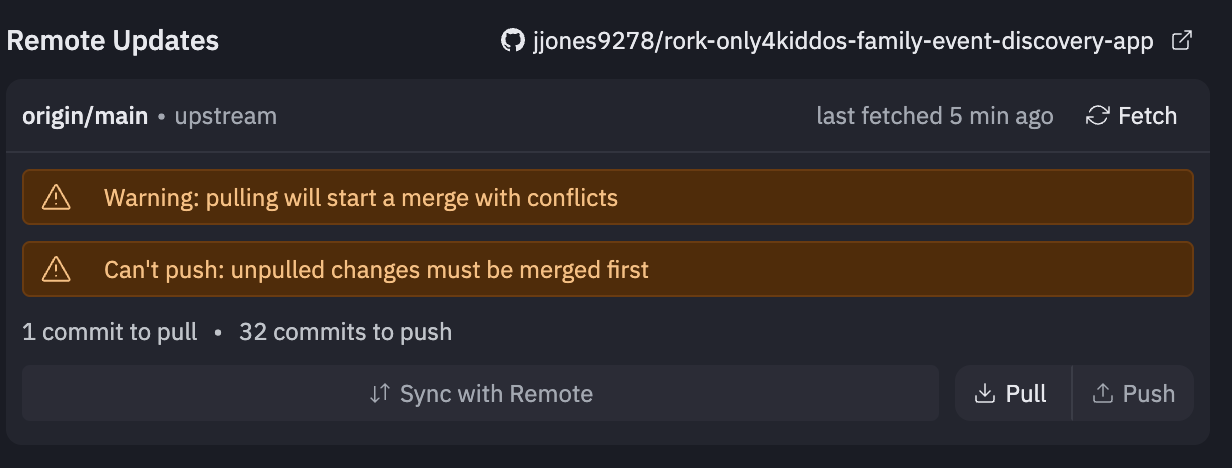 Remote Updates
jjones9278/rork-only4kiddos-family-event-discovery-app
origin/main • upstream
last fetched 5 min ago
Fetch
Warning: pulling will start a merge with conflicts
Can't push: unpulled changes must be merged first
1 commit to pull • 32 commits to push
Sync with Remote
Pull
Push